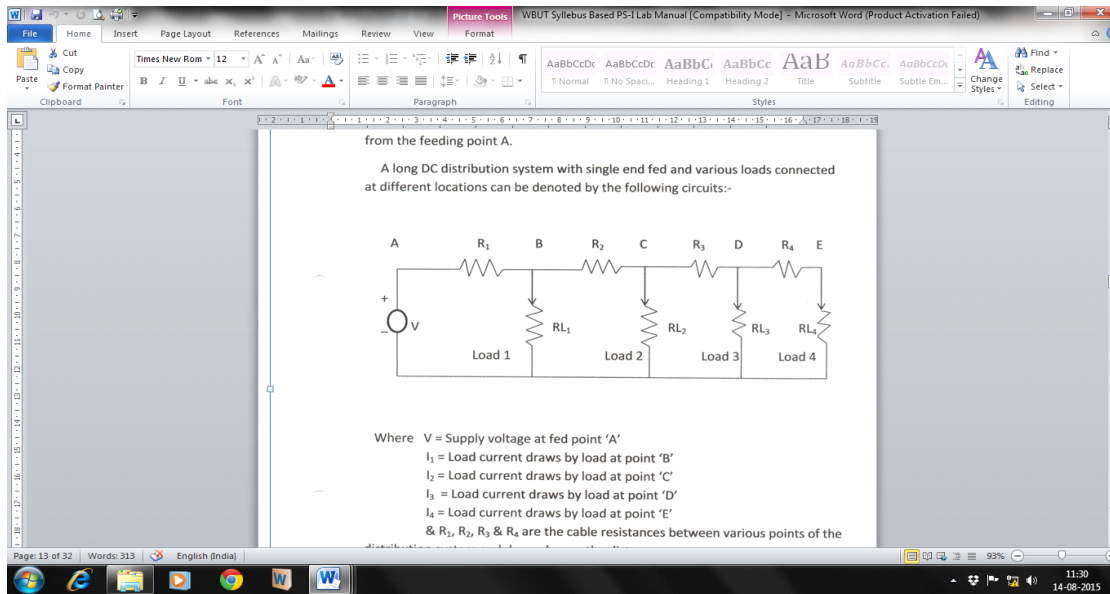 Picture Tools
WBUT Syllebus Based PS-I Lab Manual [Compatibility Mode] - Microsoft Word (Product Activation Failed)
File Home Insert Page Layout References Mailings Review View Format
Paste
Cut
Copy
Format Painter
Clipboard
Times New Rom 12
B I U abc x₂ x² A
Font
Paragraph
AaBbCcDc AaBbCcDc AaBbC AaBbCc AaB AaBbCc. AaBbCcDi
¶ Normal ¶ No Spaci... Heading 1 Heading 2 Title Subtitle Subtle Em...
Change Styles
Styles
Find
Replace
Select
Editing
from the feeding point A.
A long DC distribution system with single end fed and various loads connected
at different locations can be denoted by the following circuits:-
A R₁ B R₂ C R₃ D R₄ E
+
V
−
RL₁ RL₂ RL₃ RL₄
Load 1 Load 2 Load 3 Load 4
Where V = Supply voltage at fed point ‘A’
I₁ = Load current draws by load at point ‘B’
I₂ = Load current draws by load at point ‘C’
I₃ = Load current draws by load at point ‘D’
I₄ = Load current draws by load at point ‘E’
& R₁, R₂, R₃ & R₄ are the cable resistances between various points of the
Page: 13 of 32 Words: 313 English (India) 93%
11:30
14-08-2015